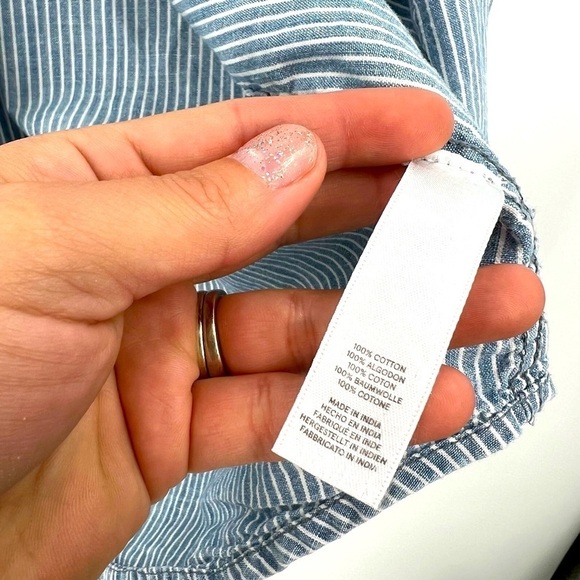 100% COTTON
100% ALGODON
100% COTON
100% BAUMWOLLE
100% COTONE
MADE IN INDIA
HECHO EN INDIA
FABRIQUÉ EN INDE
HERGESTELLT IN INDIEN
FABBRICATO IN INDIA